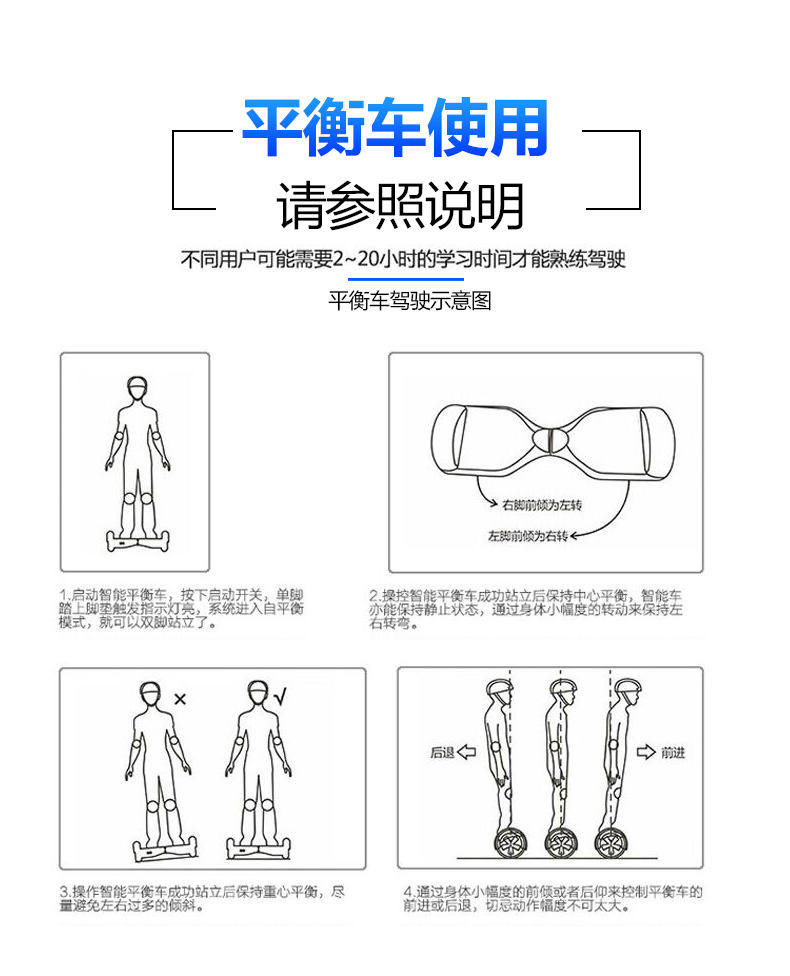 平衡车使用
请参照说明
不同用户可能需要2~20小时的学习时间才能熟练驾驶
平衡车驾驶示意图
右脚前倾为左转
左脚前倾为右转
1.启动智能平衡车，按下启动开关，单脚
踏上脚垫触发指示灯亮，系统进入自平衡
模式，就可以双脚站立了。
2.操控智能平衡车成功站立后保持中心平衡，智能车
亦能保持静止状态，通过身体小幅度的转动来保持左
右转弯。
×
√
后退
前进
3.操作智能平衡车成功站立后保持重心平衡，尽
量避免左右过多的倾斜。
4.通过身体小幅度的前倾或者后仰来控制平衡车的
前进或后退，切忌动作幅度不可太大。